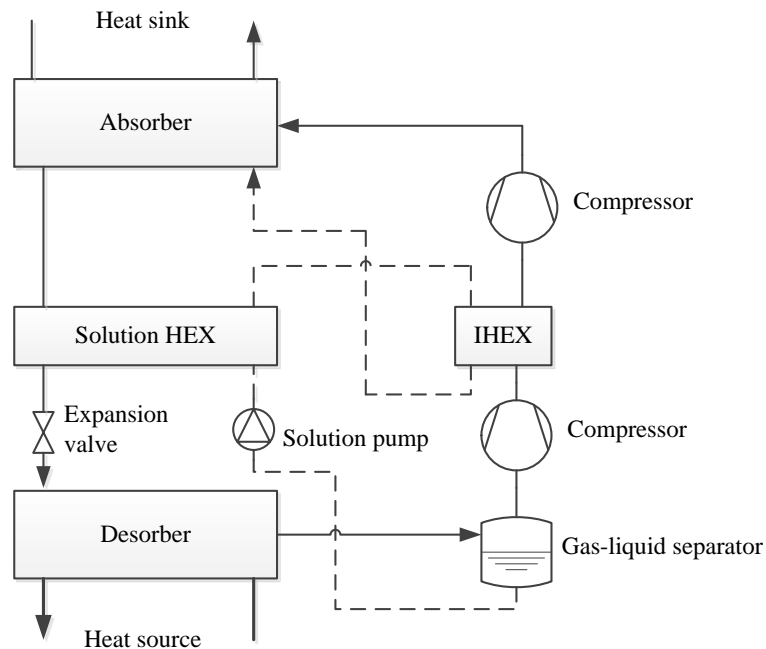 Heat sink
Absorber
Compressor
Solution HEX
IHEX
Expansion
valve
Solution pump
Compressor
Desorber
Gas-liquid separator
Heat source